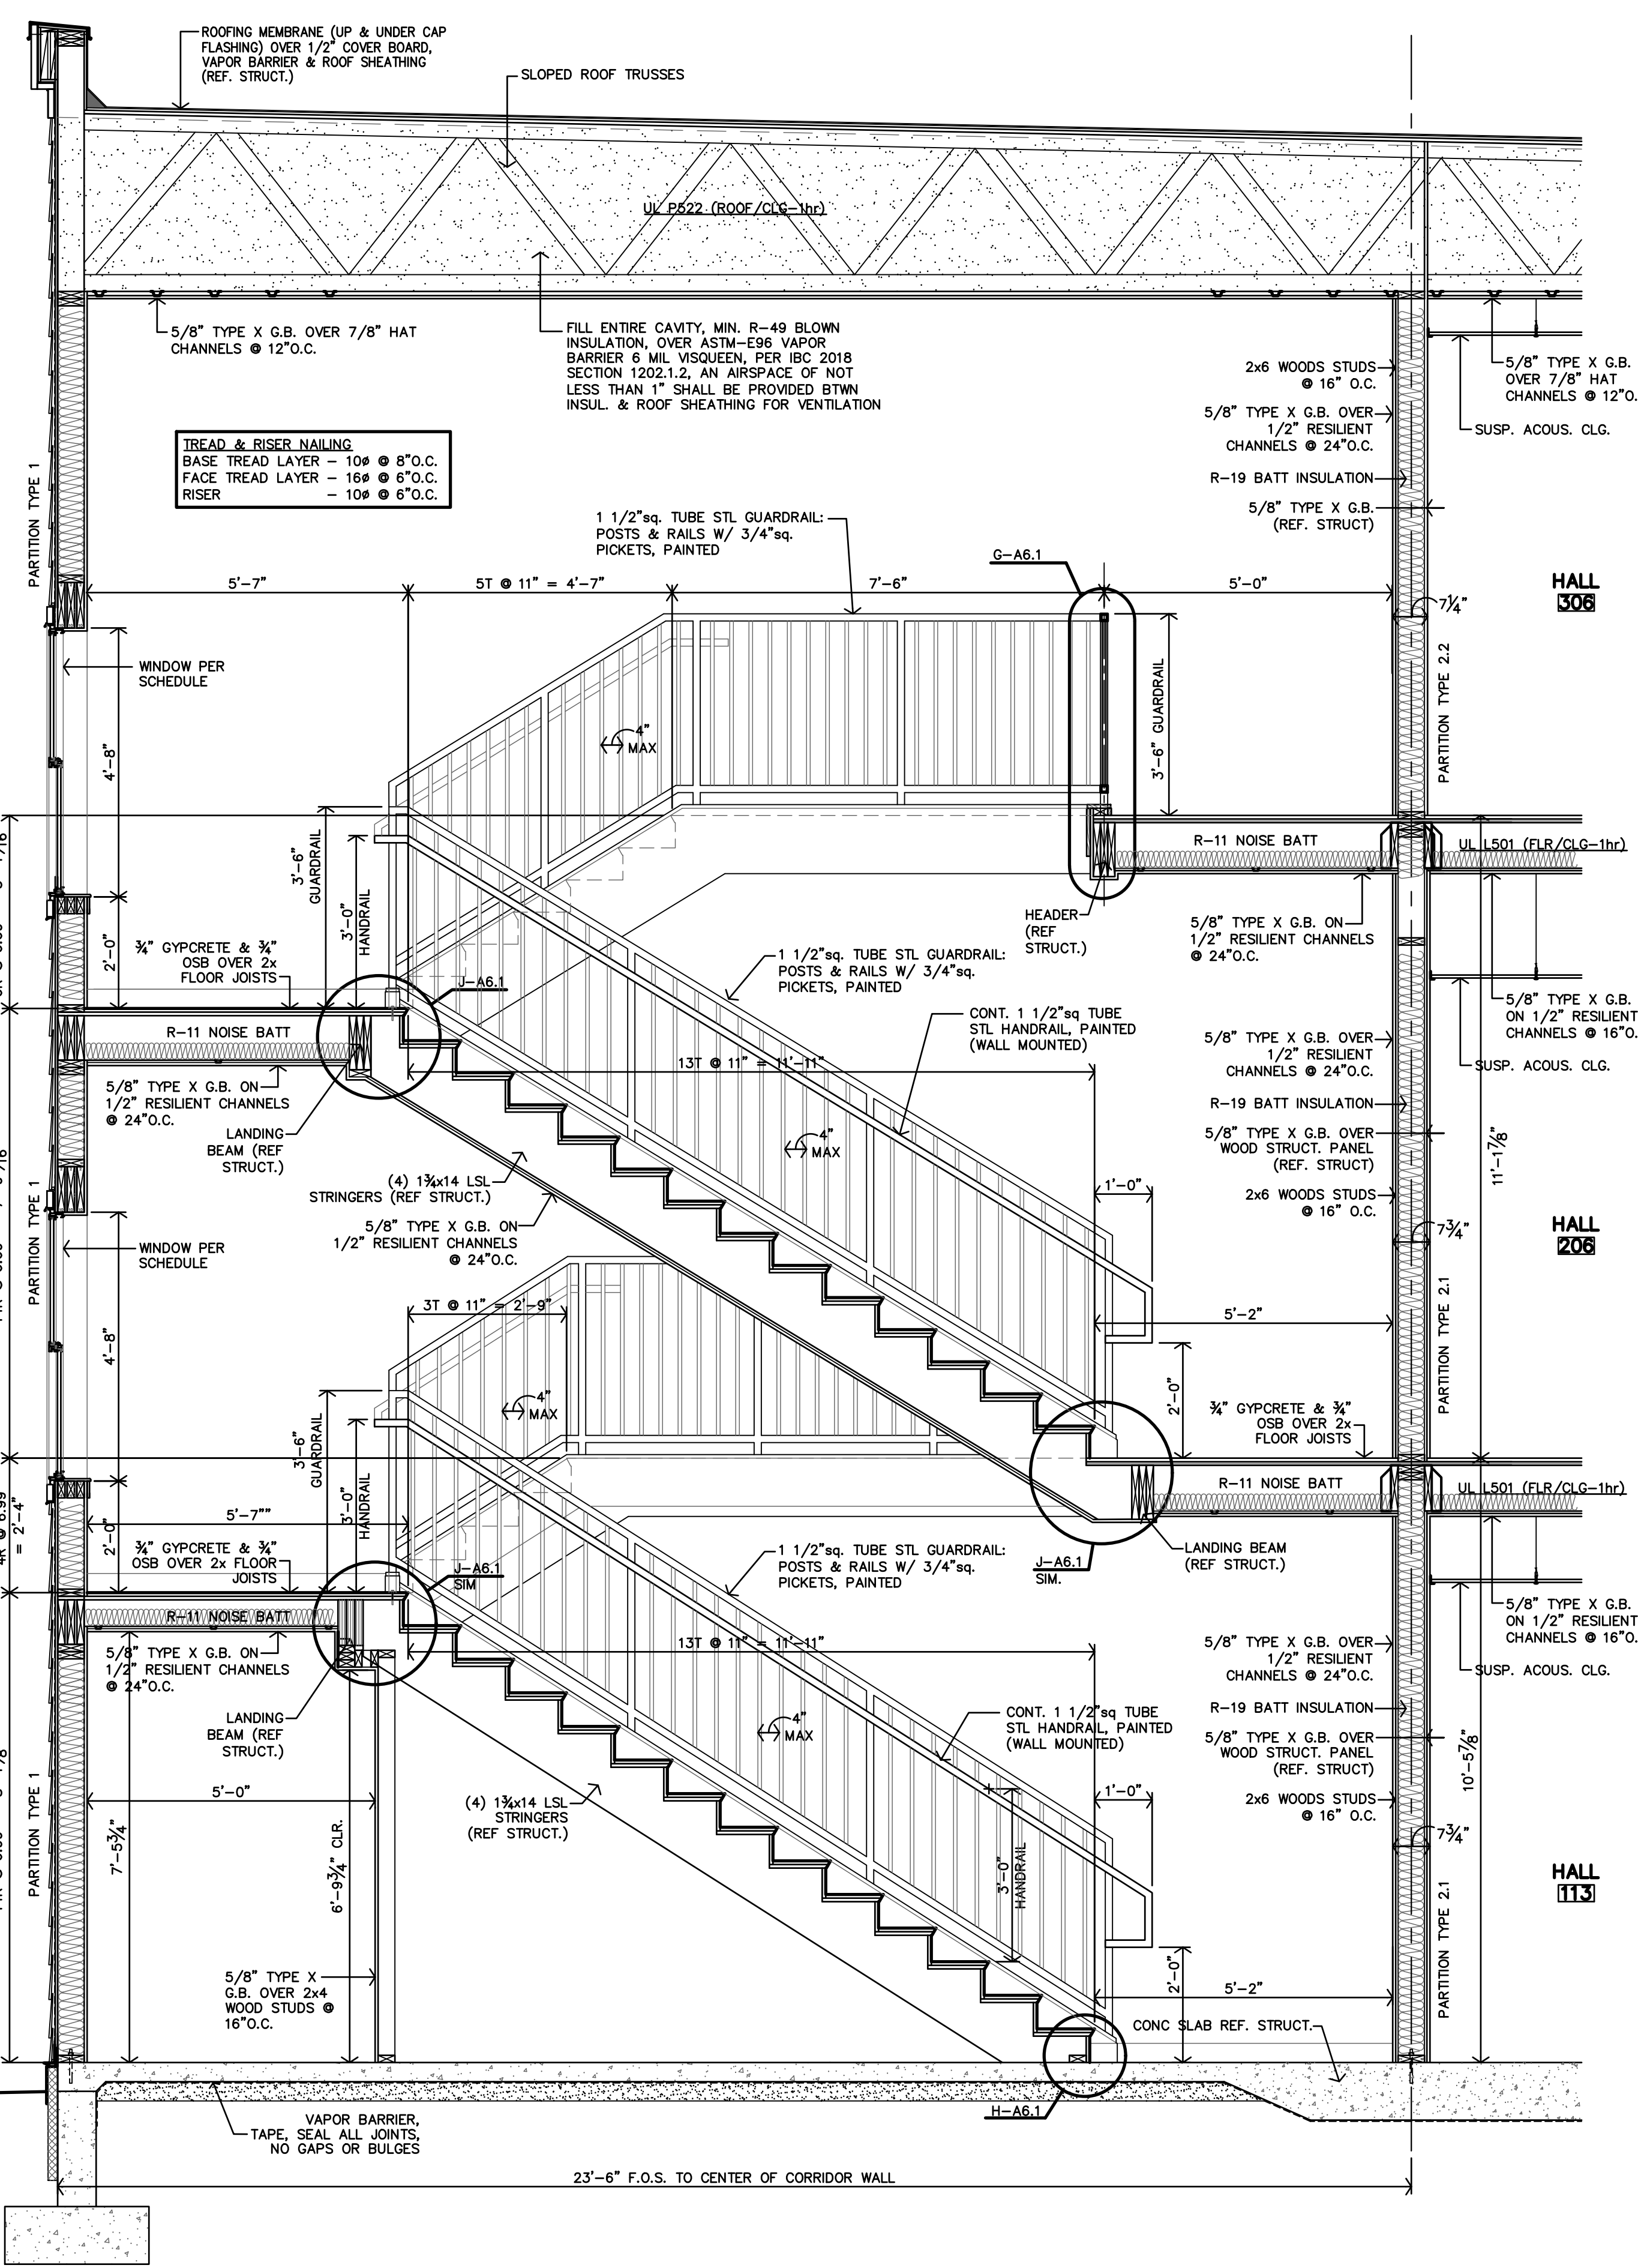 ROOFING MEMBRANE (UP & UNDER CAP
FLASHING) OVER 1/2" COVER BOARD,
VAPOR BARRIER & ROOF SHEATHING
(REF. STRUCT.)
SLOPED ROOF TRUSSES
UL P522 (ROOF/CLG-1hr)
5/8" TYPE X G.B. OVER 7/8" HAT
CHANNELS @ 12"O.C.
FILL ENTIRE CAVITY, MIN. R-49 BLOWN
INSULATION, OVER ASTM-E96 VAPOR
BARRIER 6 MIL VISQUEEN, PER IBC 2018
SECTION 1202.1.2, AN AIRSPACE OF NOT
LESS THAN 1" SHALL BE PROVIDED BTWN
INSUL. & ROOF SHEATHING FOR VENTILATION
2x6 WOODS STUDS
@ 16" O.C.
5/8" TYPE X G.B.
OVER 7/8" HAT
CHANNELS @ 12"O.
5/8" TYPE X G.B. OVER
1/2" RESILIENT
CHANNELS @ 24"O.C.
SUSP. ACOUS. CLG.
R-19 BATT INSULATION
5/8" TYPE X G.B.
(REF. STRUCT)
TREAD & RISER NAILING
BASE TREAD LAYER - 10ø @ 8"O.C.
FACE TREAD LAYER - 16ø @ 6"O.C.
RISER - 10ø @ 6"O.C.
PARTITION TYPE 1
1 1/2"sq. TUBE STL GUARDRAIL:
POSTS & RAILS W/ 3/4"sq.
PICKETS, PAINTED
G-A6.1
5'-7"
5T @ 11" = 4'-7"
7'-6"
5'-0"
HALL
306
7¼"
WINDOW PER
SCHEDULE
4'-8"
4"
MAX
3'-6" GUARDRAIL
PARTITION TYPE 2.2
3'-6"
GUARDRAIL
3'-0"
HANDRAIL
R-11 NOISE BATT
UL L501 (FLR/CLG-1hr)
HEADER
(REF
STRUCT.)
5/8" TYPE X G.B. ON
1/2" RESILIENT CHANNELS
@ 24"O.C.
2'-0"
¾" GYPCRETE & ¾"
OSB OVER 2x
FLOOR JOISTS
J-A6.1
1 1/2"sq. TUBE STL GUARDRAIL:
POSTS & RAILS W/ 3/4"sq.
PICKETS, PAINTED
CONT. 1 1/2"sq TUBE
STL HANDRAIL, PAINTED
(WALL MOUNTED)
5/8" TYPE X G.B.
ON 1/2" RESILIENT
CHANNELS @ 16"O.
SUSP. ACOUS. CLG.
R-11 NOISE BATT
13T @ 11" = 11'-11"
5/8" TYPE X G.B. OVER
1/2" RESILIENT
CHANNELS @ 24"O.C.
R-19 BATT INSULATION
5/8" TYPE X G.B. OVER
WOOD STRUCT. PANEL
(REF. STRUCT)
2x6 WOODS STUDS
@ 16" O.C.
5/8" TYPE X G.B. ON
1/2" RESILIENT CHANNELS
@ 24"O.C.
LANDING
BEAM (REF
STRUCT.)
(4) 1¾x14 LSL
STRINGERS (REF STRUCT.)
5/8" TYPE X G.B. ON
1/2" RESILIENT CHANNELS
@ 24"O.C.
4"
MAX
1'-0"
11'-1⅞"
7¾"
HALL
206
PARTITION TYPE 1
WINDOW PER
SCHEDULE
4'-8"
3T @ 11" = 2'-9"
5'-2"
2'-0"
PARTITION TYPE 2.1
4"
MAX
3'-6"
GUARDRAIL
3'-0"
HANDRAIL
¾" GYPCRETE & ¾"
OSB OVER 2x
FLOOR JOISTS
R-11 NOISE BATT
UL L501 (FLR/CLG-1hr)
4R @ 6.99"
= 2'-4"
5'-7""
2'-0"
¾" GYPCRETE & ¾"
OSB OVER 2x FLOOR
JOISTS
J-A6.1
SIM
1 1/2"sq. TUBE STL GUARDRAIL:
POSTS & RAILS W/ 3/4"sq.
PICKETS, PAINTED
J-A6.1
SIM.
LANDING BEAM
(REF STRUCT.)
5/8" TYPE X G.B.
ON 1/2" RESILIENT
CHANNELS @ 16"O.
SUSP. ACOUS. CLG.
R-11 NOISE BATT
13T @ 11" = 11'-11"
5/8" TYPE X G.B. OVER
1/2" RESILIENT
CHANNELS @ 24"O.C.
R-19 BATT INSULATION
5/8" TYPE X G.B. OVER
WOOD STRUCT. PANEL
(REF. STRUCT)
2x6 WOODS STUDS
@ 16" O.C.
5/8" TYPE X G.B. ON
1/2" RESILIENT CHANNELS
@ 24"O.C.
LANDING
BEAM (REF
STRUCT.)
CONT. 1 1/2"sq TUBE
STL HANDRAIL, PAINTED
(WALL MOUNTED)
4"
MAX
5'-0"
(4) 1¾x14 LSL
STRINGERS
(REF STRUCT.)
1'-0"
10'-5⅞"
7¾"
PARTITION TYPE 1
7'-5¾"
6'-9¾" CLR.
3'-0"
HANDRAIL
HALL
113
PARTITION TYPE 2.1
5/8" TYPE X
G.B. OVER 2x4
WOOD STUDS @
16"O.C.
2'-0"
5'-2"
CONC SLAB REF. STRUCT.
H-A6.1
VAPOR BARRIER,
TAPE, SEAL ALL JOINTS,
NO GAPS OR BULGES
23'-6" F.O.S. TO CENTER OF CORRIDOR WALL